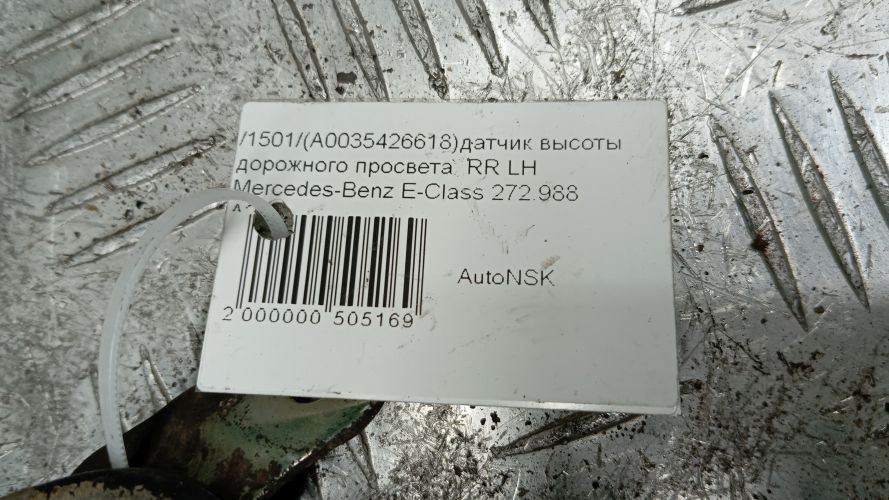 /1501/(A0035426618)датчик высоты
дорожного просвета RR LH
Mercedes-Benz E-Class 272.988
AutoNSK
2 000000 505169